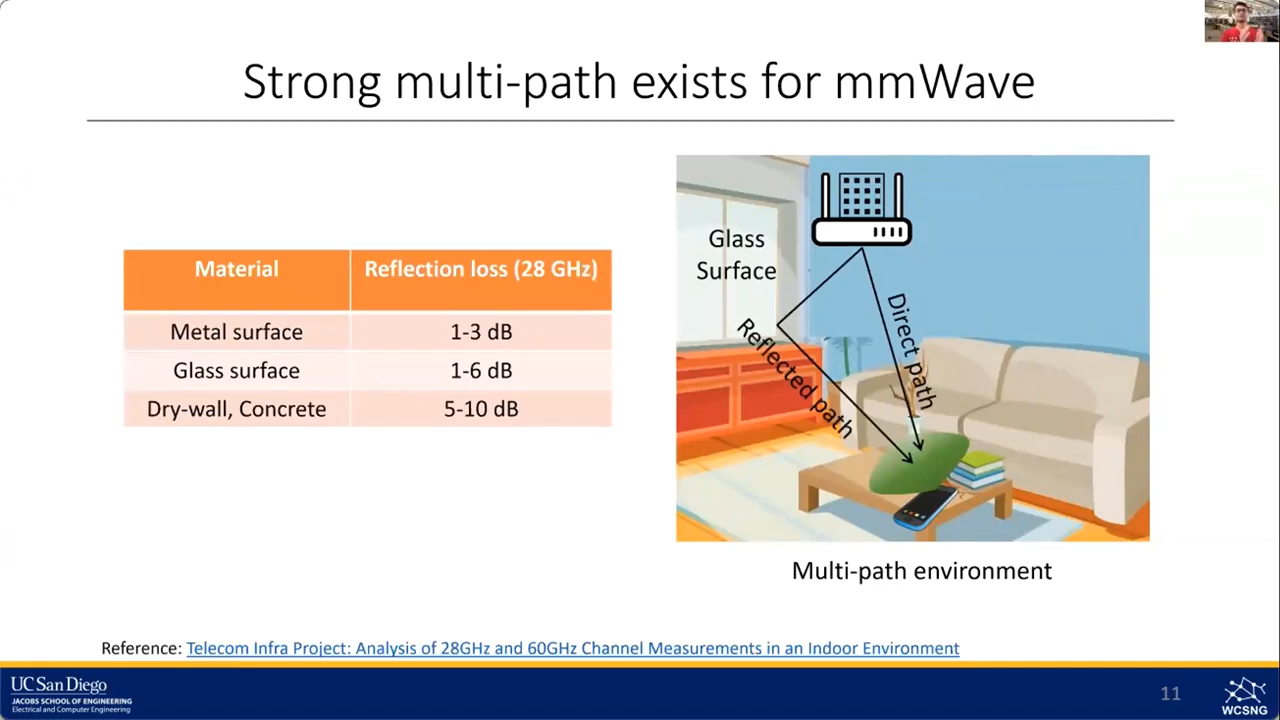 Strong multi-path exists for mmWave
Material
Reflection loss (28 GHz)
Metal surface
1-3 dB
Glass surface
1-6 dB
Dry-wall, Concrete
5-10 dB
Glass
Surface
Direct path
Reflected path
Multi-path environment
Reference: Telecom Infra Project: Analysis of 28GHz and 60GHz Channel Measurements in an Indoor Environment
UC San Diego
JACOBS SCHOOL OF ENGINEERING
Electrical and Computer Engineering
11
WCSNG